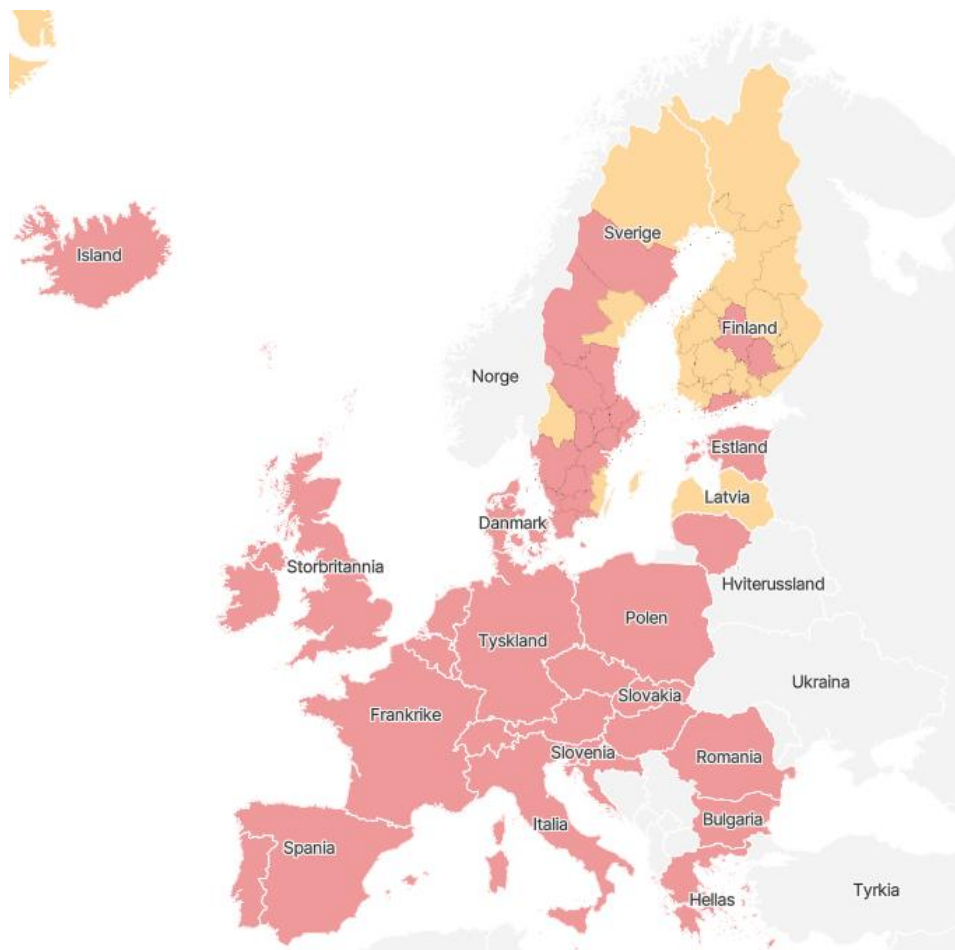 Sverige
Island
Finland
Norge
Estland
Latvia
Danmark
Storbritannia
Hviterussland
Polen
Tyskland
Ukraina
Slovakia
Frankrike
Slovenia
Romania
Bulgaria
Italia
Spania
Tyrkia
Hellas